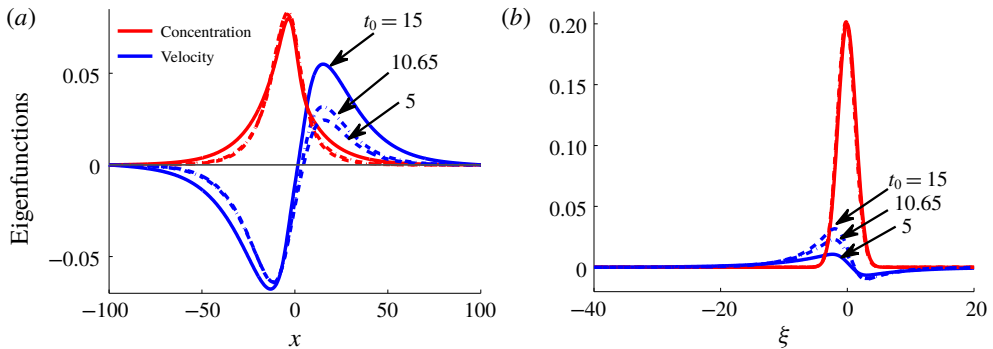 (a)
Concentration
Velocity
t₀ = 15
10.65
5
0.05
0
−0.05
Eigenfunctions
−100
−50
0
50
100
x
(b)
0.20
0.15
0.10
0.05
0
t₀ = 15
10.65
5
−40
−20
0
20
ξ